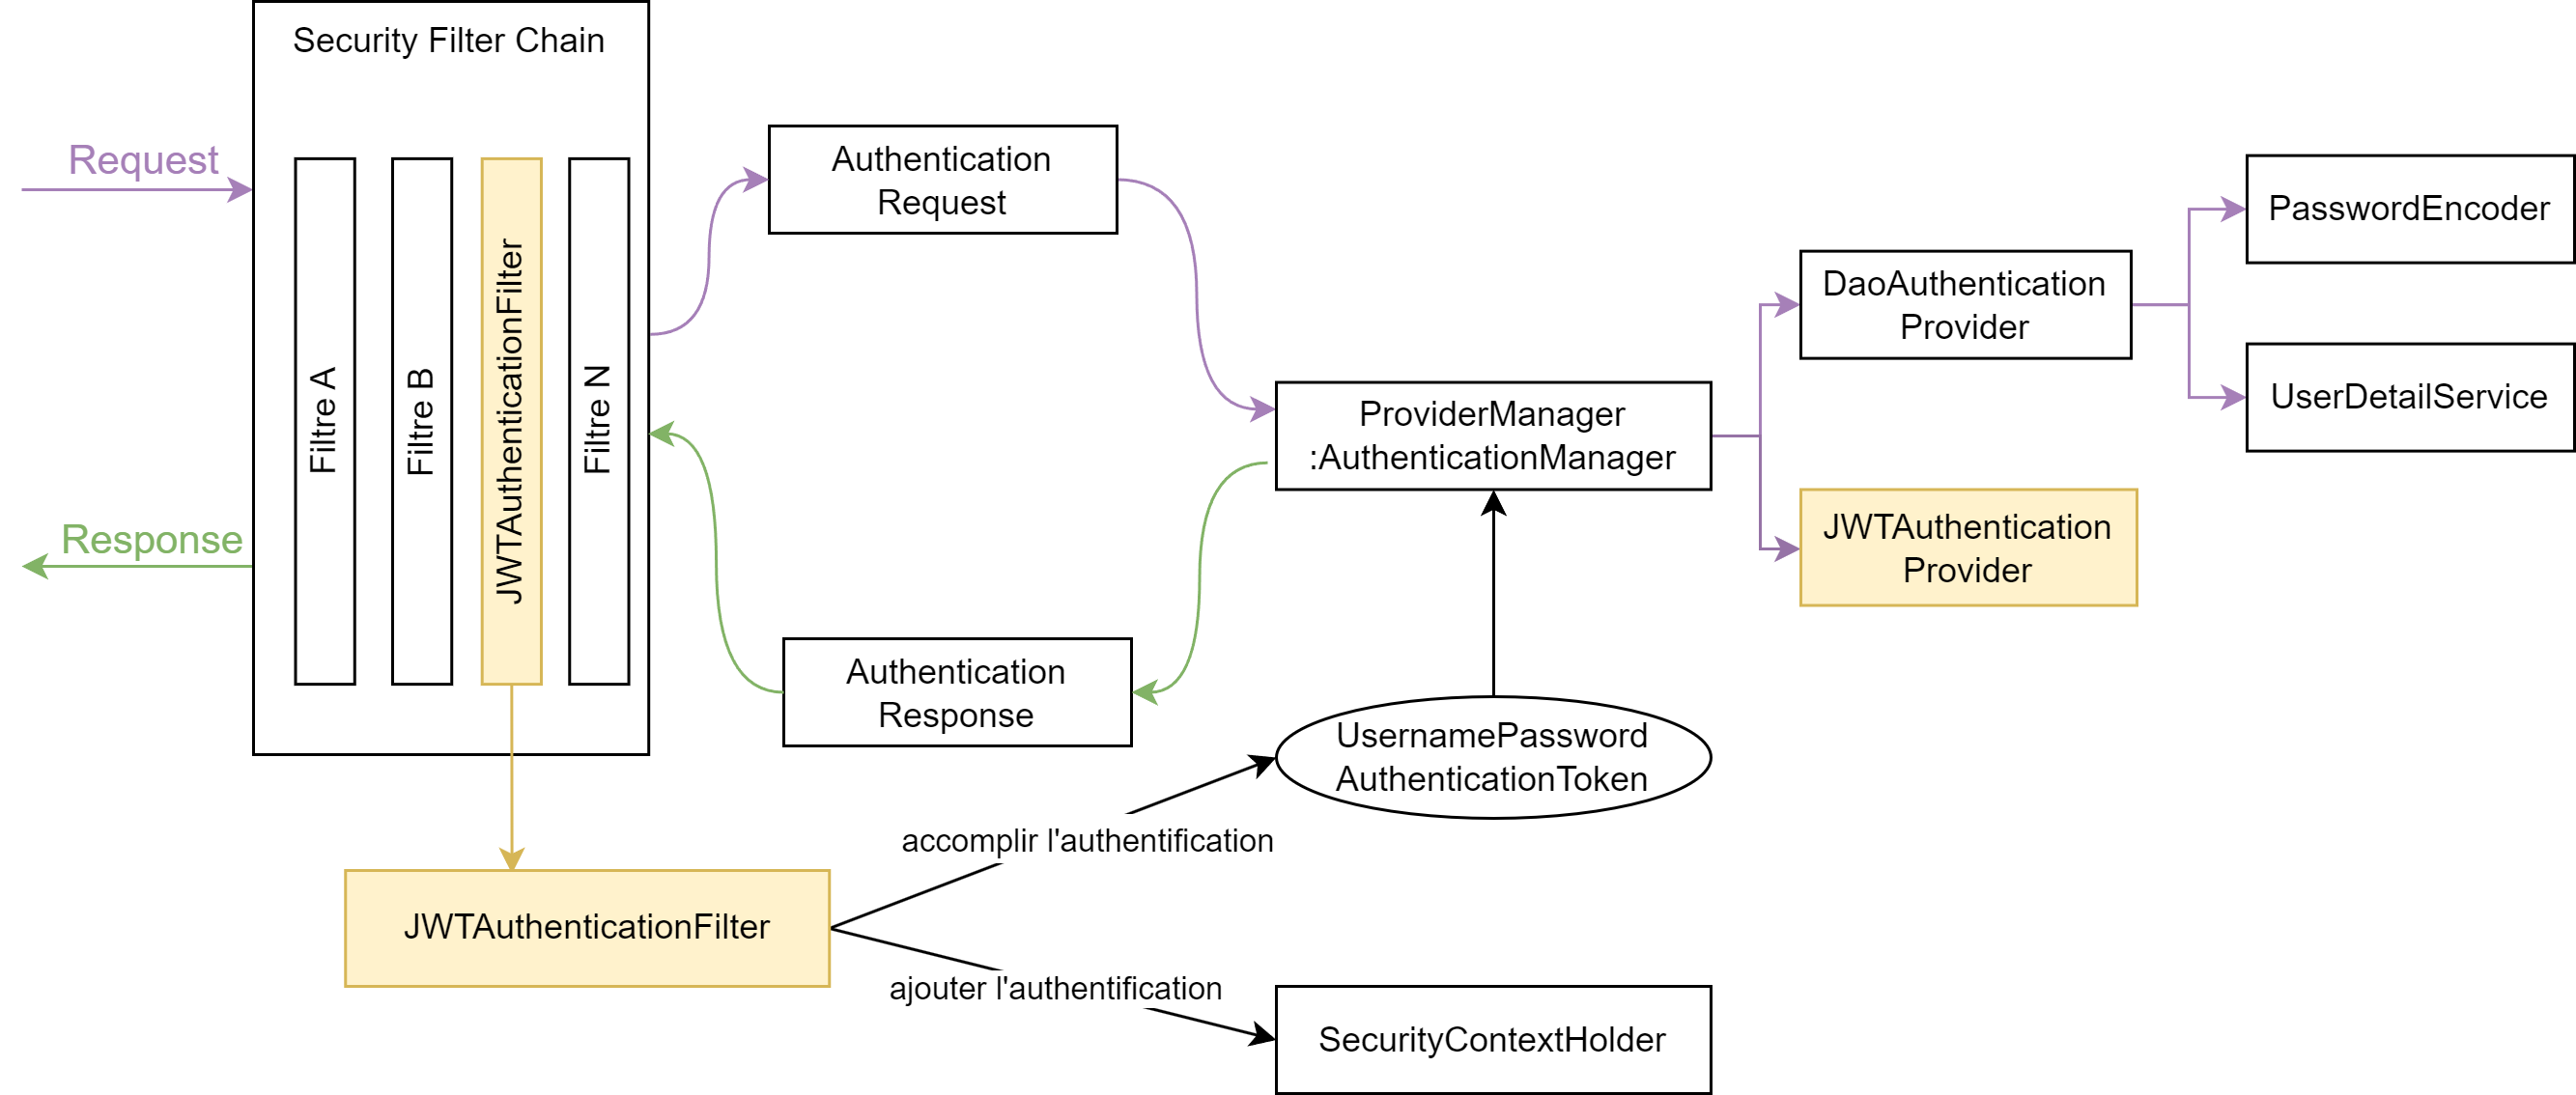 Security Filter Chain
Request
Response
Filtre A
Filtre B
JWTAuthenticationFilter
Filtre N
Authentication
Request
Authentication
Response
ProviderManager
:AuthenticationManager
DaoAuthentication
Provider
JWTAuthentication
Provider
PasswordEncoder
UserDetailService
UsernamePassword
AuthenticationToken
accomplir l'authentification
JWTAuthenticationFilter
ajouter l'authentification
SecurityContextHolder